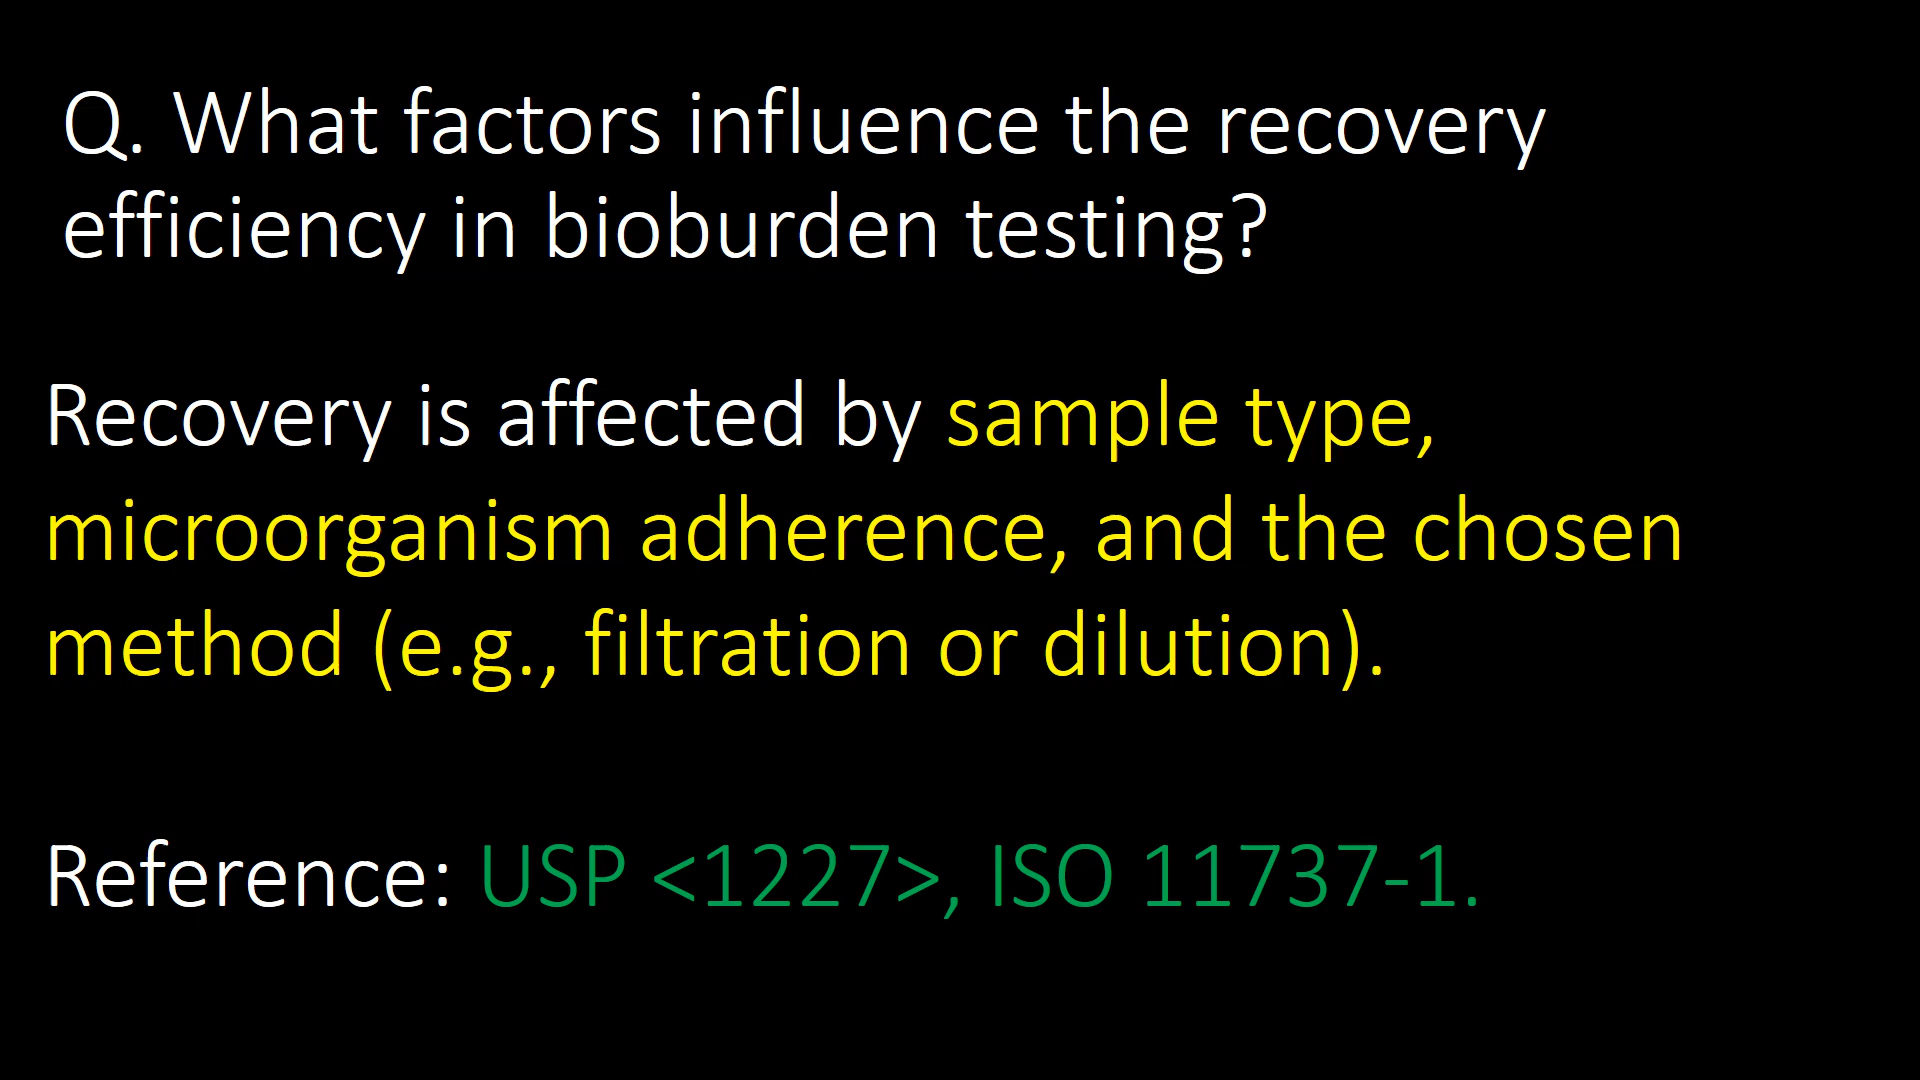 Q. What factors influence the recovery
efficiency in bioburden testing?
Recovery is affected by sample type,
microorganism adherence, and the chosen
method (e.g., filtration or dilution).
Reference: USP <1227>, ISO 11737-1.